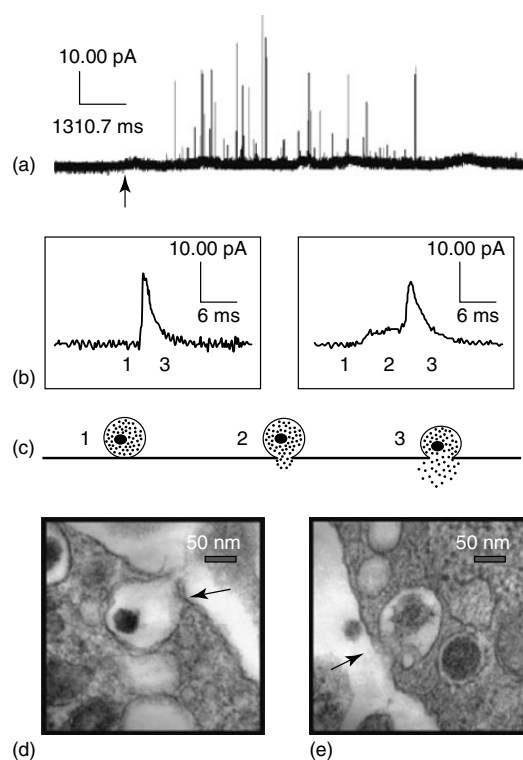 10.00 pA
1310.7 ms
(a)
10.00 pA
6 ms
1 3
10.00 pA
6 ms
1 2 3
(b)
(c)
1 2 3
50 nm
50 nm
(d)
(e)